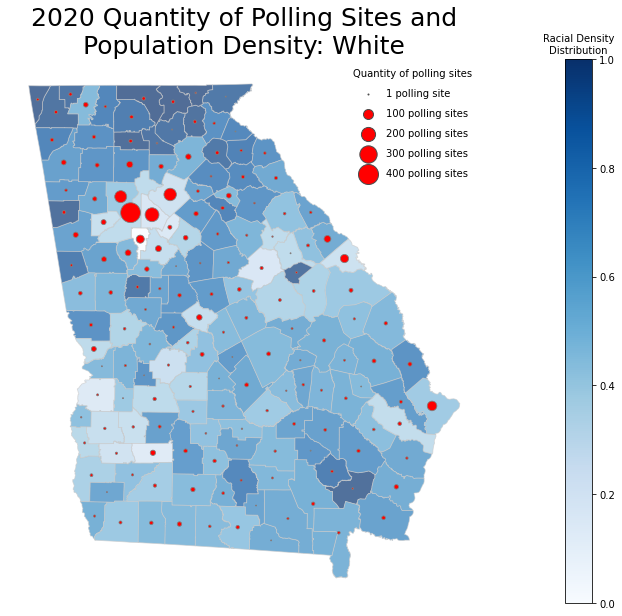 2020 Quantity of Polling Sites and
Population Density: White
Quantity of polling sites
1 polling site
100 polling sites
200 polling sites
300 polling sites
400 polling sites
Racial Density
Distribution
1.0
0.8
0.6
0.4
0.2
0.0